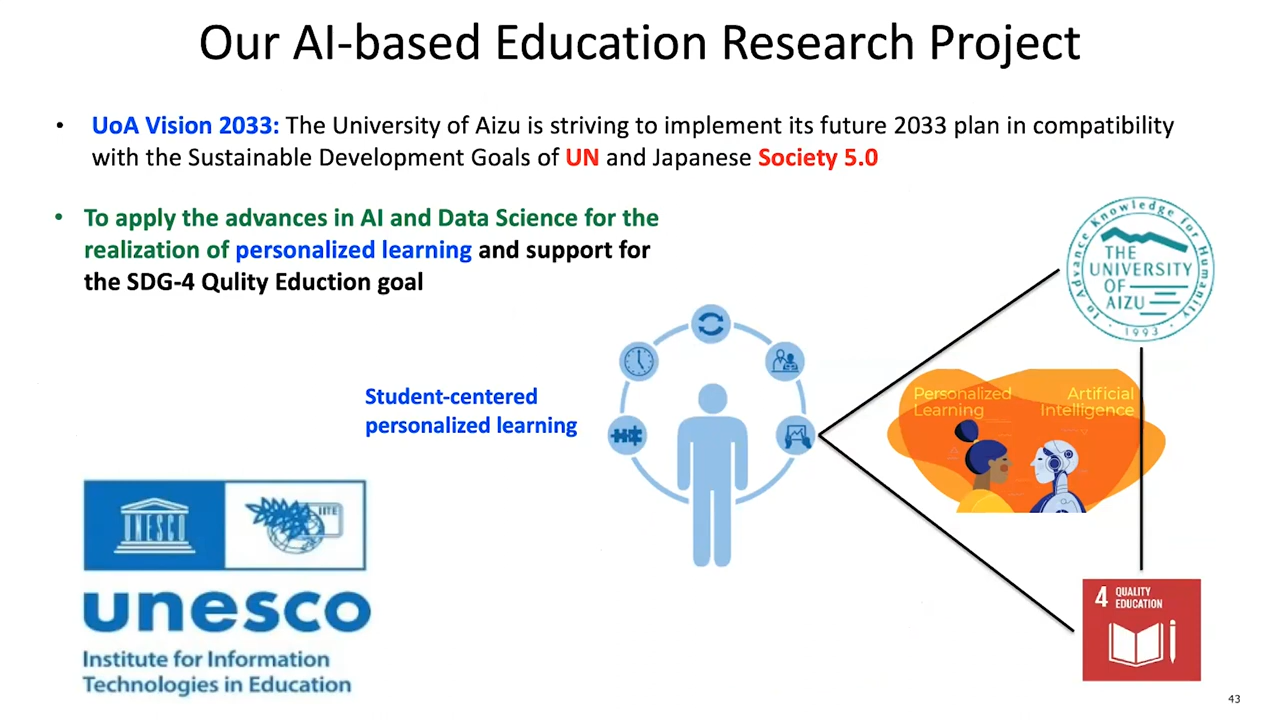 Our AI-based Education Research Project
• UoA Vision 2033: The University of Aizu is striving to implement its future 2033 plan in compatibility
with the Sustainable Development Goals of UN and Japanese Society 5.0
• To apply the advances in AI and Data Science for the
realization of personalized learning and support for
the SDG-4 Qulity Eduction goal
to Advance Knowledge for Humanity
THE
UNIVERSITY
OF
AIZU
• 1993 •
Student-centered
personalized learning
Personalized
Learning
Artificial
Intelligence
UNESCO
IITE
unesco
Institute for Information
Technologies in Education
4 QUALITY
EDUCATION
43